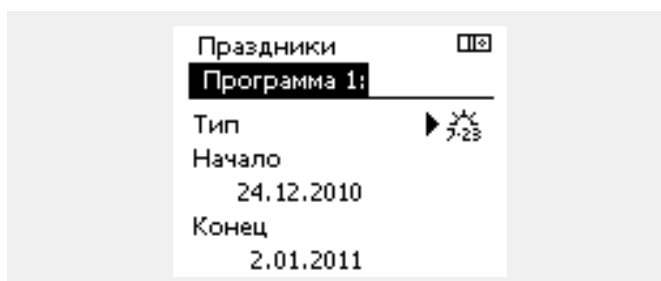 Праздники
Программа 1:
Тип 7-23
Начало
24.12.2010
Конец
2.01.2011